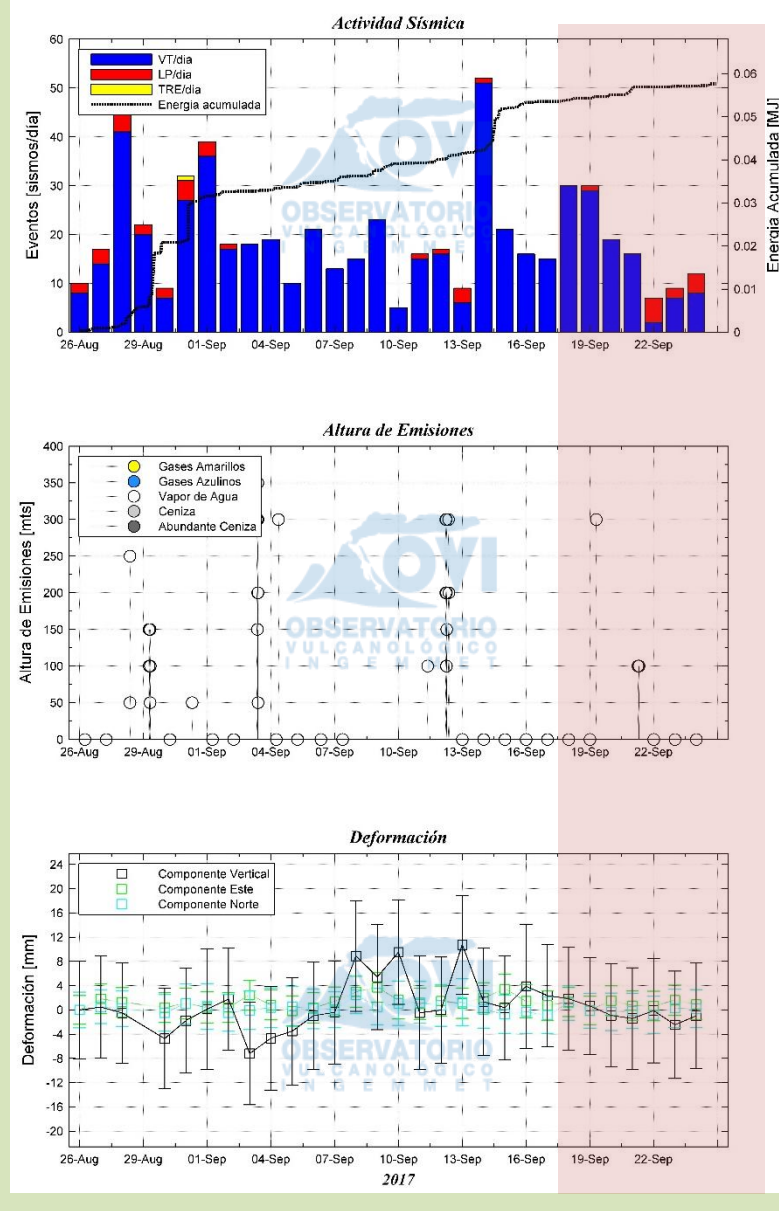 Actividad Sísmica
60
50
40
30
20
10
0
Eventos [sismos/día]
VT/dia
LP/dia
TRE/dia
Energia acumulada
0.06
0.05
0.04
0.03
0.02
0.01
0
Energia Acumulada [MJ]
OVI
OBSERVATORIO
VULCANOLÓGICO
INGEMMET
26-Aug 29-Aug 01-Sep 04-Sep 07-Sep 10-Sep 13-Sep 16-Sep 19-Sep 22-Sep
Altura de Emisiones
400
350
300
250
200
150
100
50
0
Altura de Emisiones [mts]
Gases Amarillos
Gases Azulinos
Vapor de Agua
Ceniza
Abundante Ceniza
OVI
OBSERVATORIO
VULCANOLÓGICO
INGEMMET
26-Aug 29-Aug 01-Sep 04-Sep 07-Sep 10-Sep 13-Sep 16-Sep 19-Sep 22-Sep
Deformación
24
20
16
12
8
4
0
-4
-8
-12
-16
-20
Deformación [mm]
Componente Vertical
Componente Este
Componente Norte
OVI
OBSERVATORIO
VULCANOLÓGICO
INGEMMET
26-Aug 29-Aug 01-Sep 04-Sep 07-Sep 10-Sep 13-Sep 16-Sep 19-Sep 22-Sep
2017